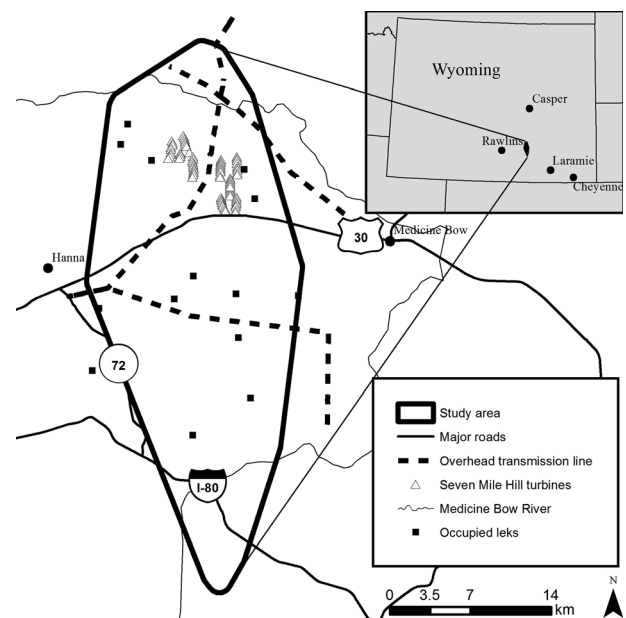 Wyoming
Casper
Rawlins
Laramie
Cheyenne
30
Medicine Bow
Hanna
72
I-80
Study area
Major roads
Overhead transmission line
Seven Mile Hill turbines
Medicine Bow River
Occupied leks
N
0 3.5 7 14
km